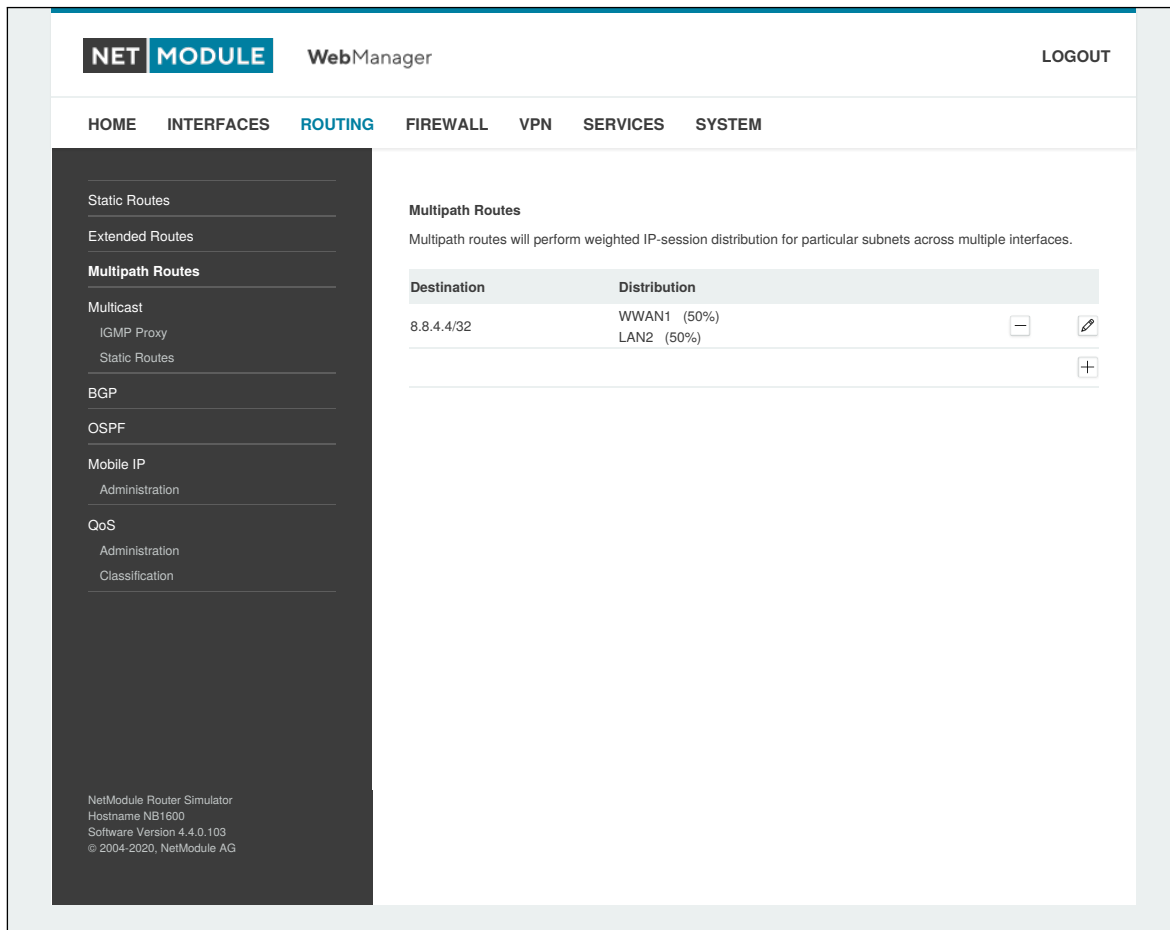 NET MODULE WebManager LOGOUT
HOME INTERFACES ROUTING FIREWALL VPN SERVICES SYSTEM
Static Routes
Extended Routes
Multipath Routes
Multicast
IGMP Proxy
Static Routes
BGP
OSPF
Mobile IP
Administration
QoS
Administration
Classification
NetModule Router Simulator
Hostname NB1600
Software Version 4.4.0.103
© 2004-2020, NetModule AG
Multipath Routes
Multipath routes will perform weighted IP-session distribution for particular subnets across multiple interfaces.
Destination Distribution
8.8.4.4/32 WWAN1 (50%)
LAN2 (50%)